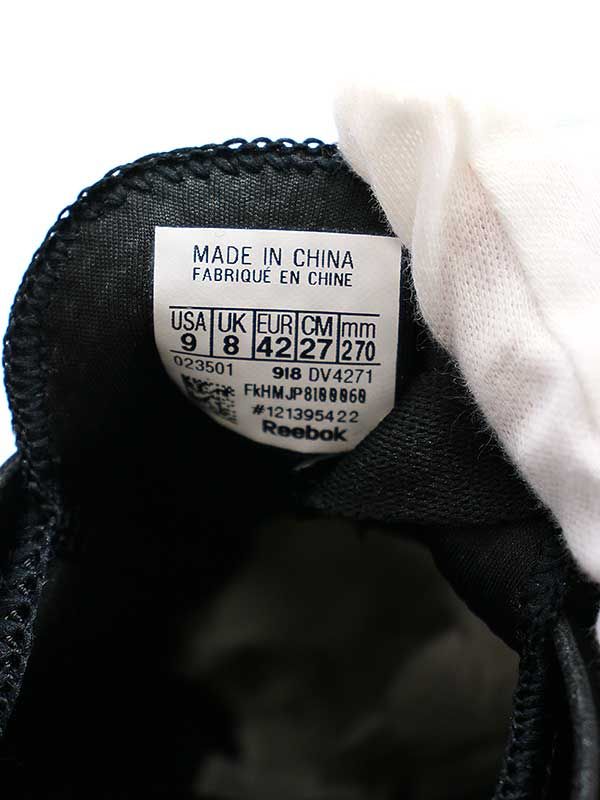 MADE IN CHINA
FABRIQUÉ EN CHINE
USA UK EUR CM mm
9 8 42 27 270
023501 918 DV4271
FkHMJP8100060
#121395422
Reebok